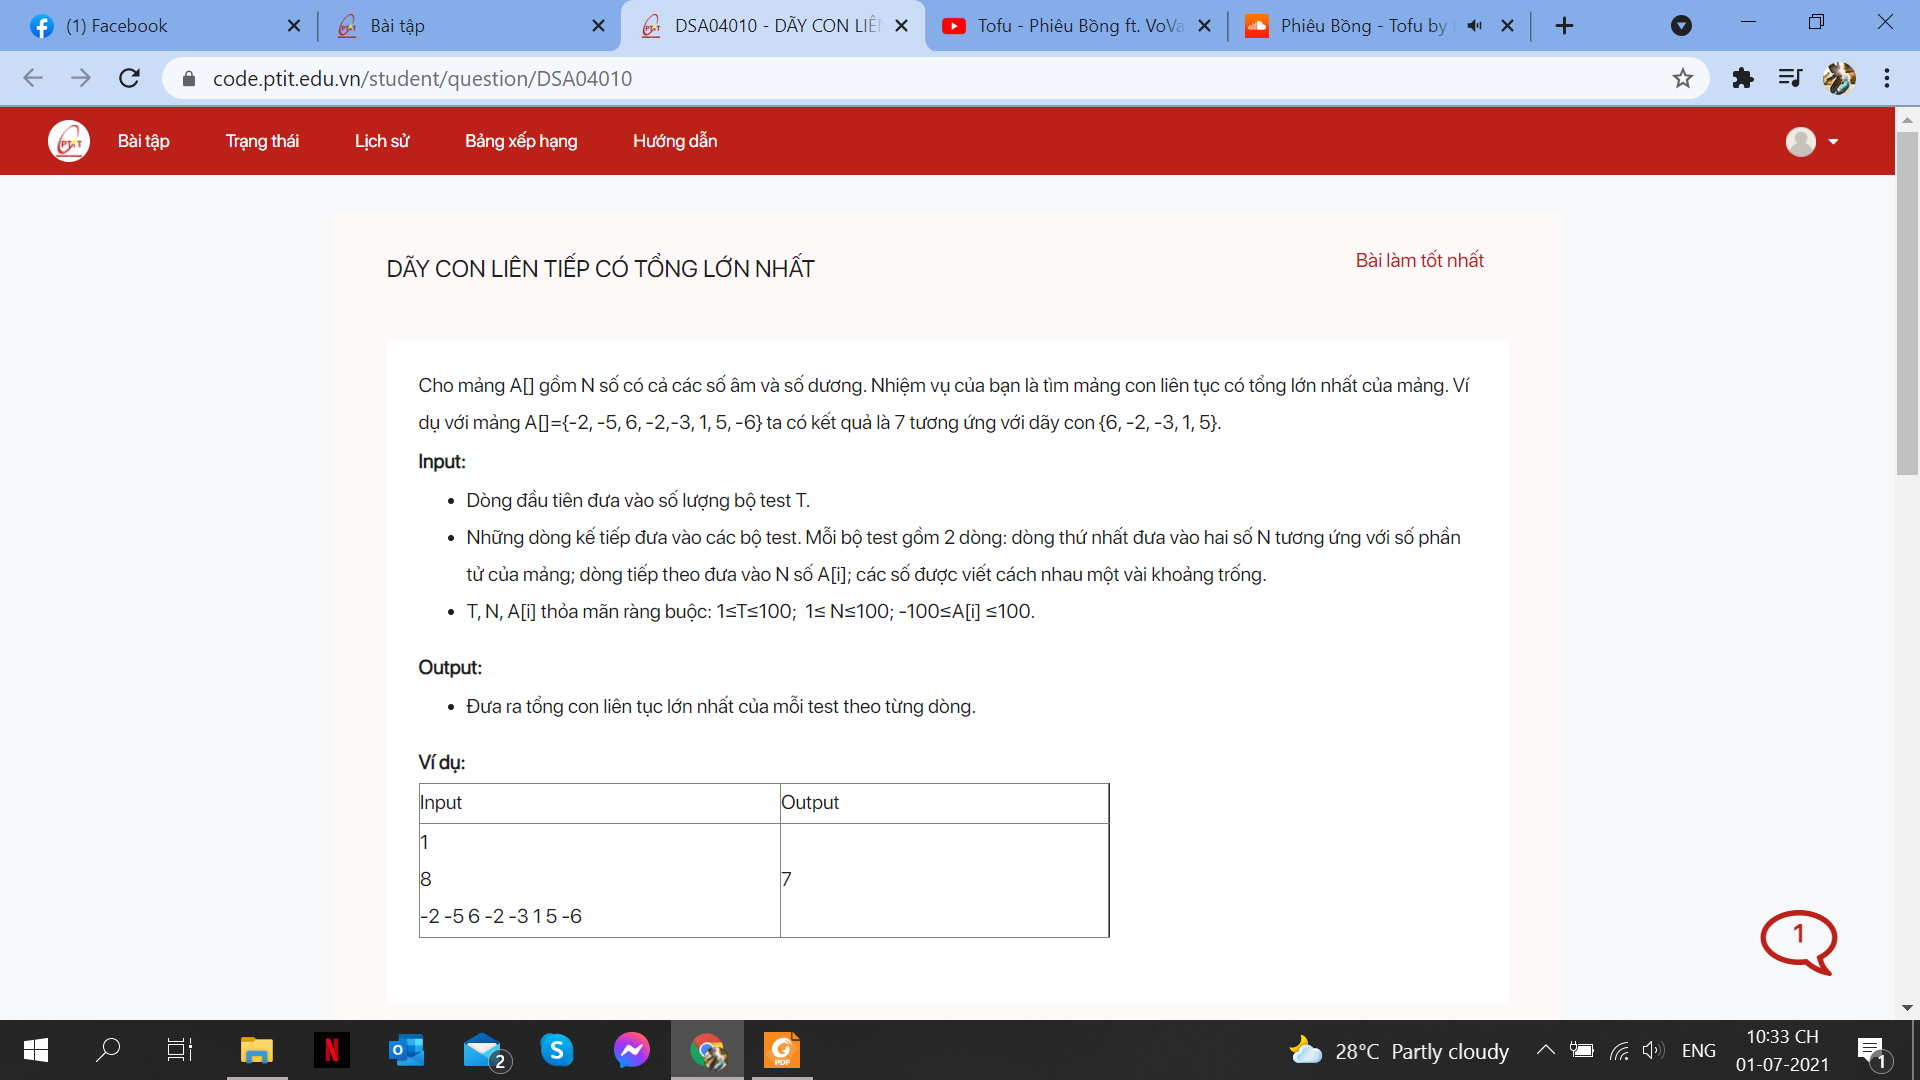 (1) Facebook
Bài tập
DSA04010 - DÃY CON LIÊN
Tofu - Phiêu Bồng ft. VoVa
Phiêu Bồng - Tofu by
code.ptit.edu.vn/student/question/DSA04010
PTIT
Bài tập Trạng thái Lịch sử Bảng xếp hạng Hướng dẫn
DÃY CON LIÊN TIẾP CÓ TỔNG LỚN NHẤT
Bài làm tốt nhất
Cho mảng A[] gồm N số có cả các số âm và số dương. Nhiệm vụ của bạn là tìm mảng con liên tục có tổng lớn nhất của mảng. Ví
dụ với mảng A[]={-2, -5, 6, -2,-3, 1, 5, -6} ta có kết quả là 7 tương ứng với dãy con {6, -2, -3, 1, 5}.
Input:
• Dòng đầu tiên đưa vào số lượng bộ test T.
• Những dòng kế tiếp đưa vào các bộ test. Mỗi bộ test gồm 2 dòng: dòng thứ nhất đưa vào hai số N tương ứng với số phần
tử của mảng; dòng tiếp theo đưa vào N số A[i]; các số được viết cách nhau một vài khoảng trống.
• T, N, A[i] thỏa mãn ràng buộc: 1≤T≤100; 1≤ N≤100; -100≤A[i] ≤100.
Output:
• Đưa ra tổng con liên tục lớn nhất của mỗi test theo từng dòng.
Ví dụ:
Input Output
1
8
-2 -5 6 -2 -3 1 5 -6
7
1
2
28°C Partly cloudy
ENG
10:33 CH
01-07-2021
1